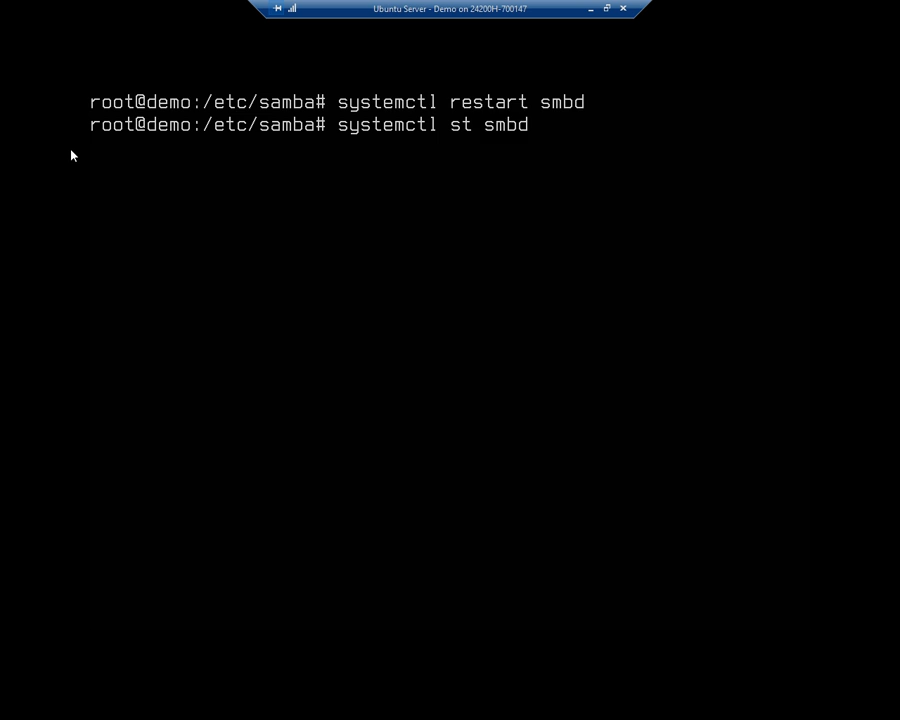 Ubuntu Server - Demo on 24200H-700147
root@demo:/etc/samba# systemctl restart smbd
root@demo:/etc/samba# systemctl st smbd